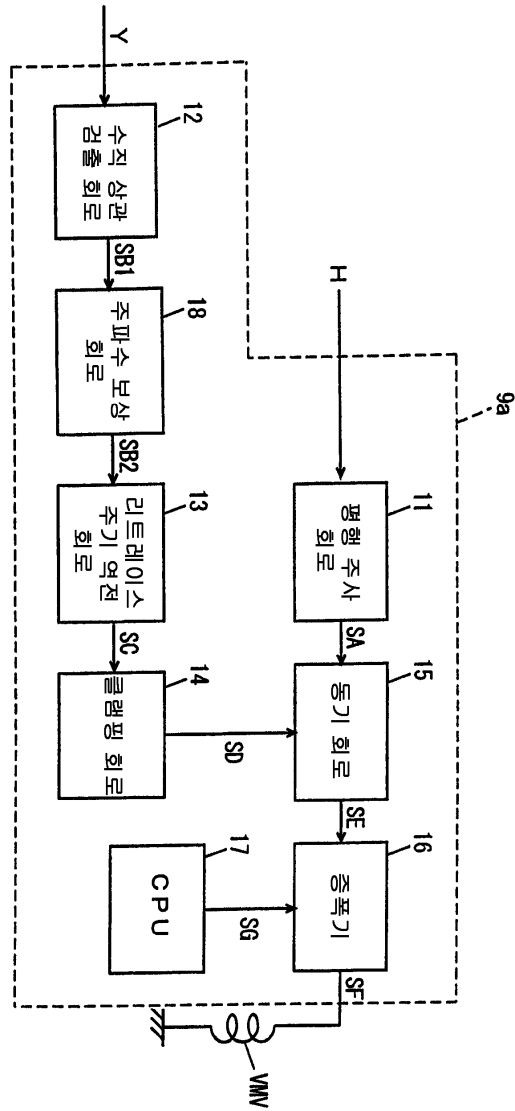 9a
H
11
평행 주사
회로
SA
15
동기 회로
SE
16
증폭기
SF
VMV
Y
12
수직 상관
검출 회로
SB1
18
주파수 보상
회로
SB2
13
리트레이스
주기 역전
회로
SC
14
클램핑 회로
SD
17
CPU
SG